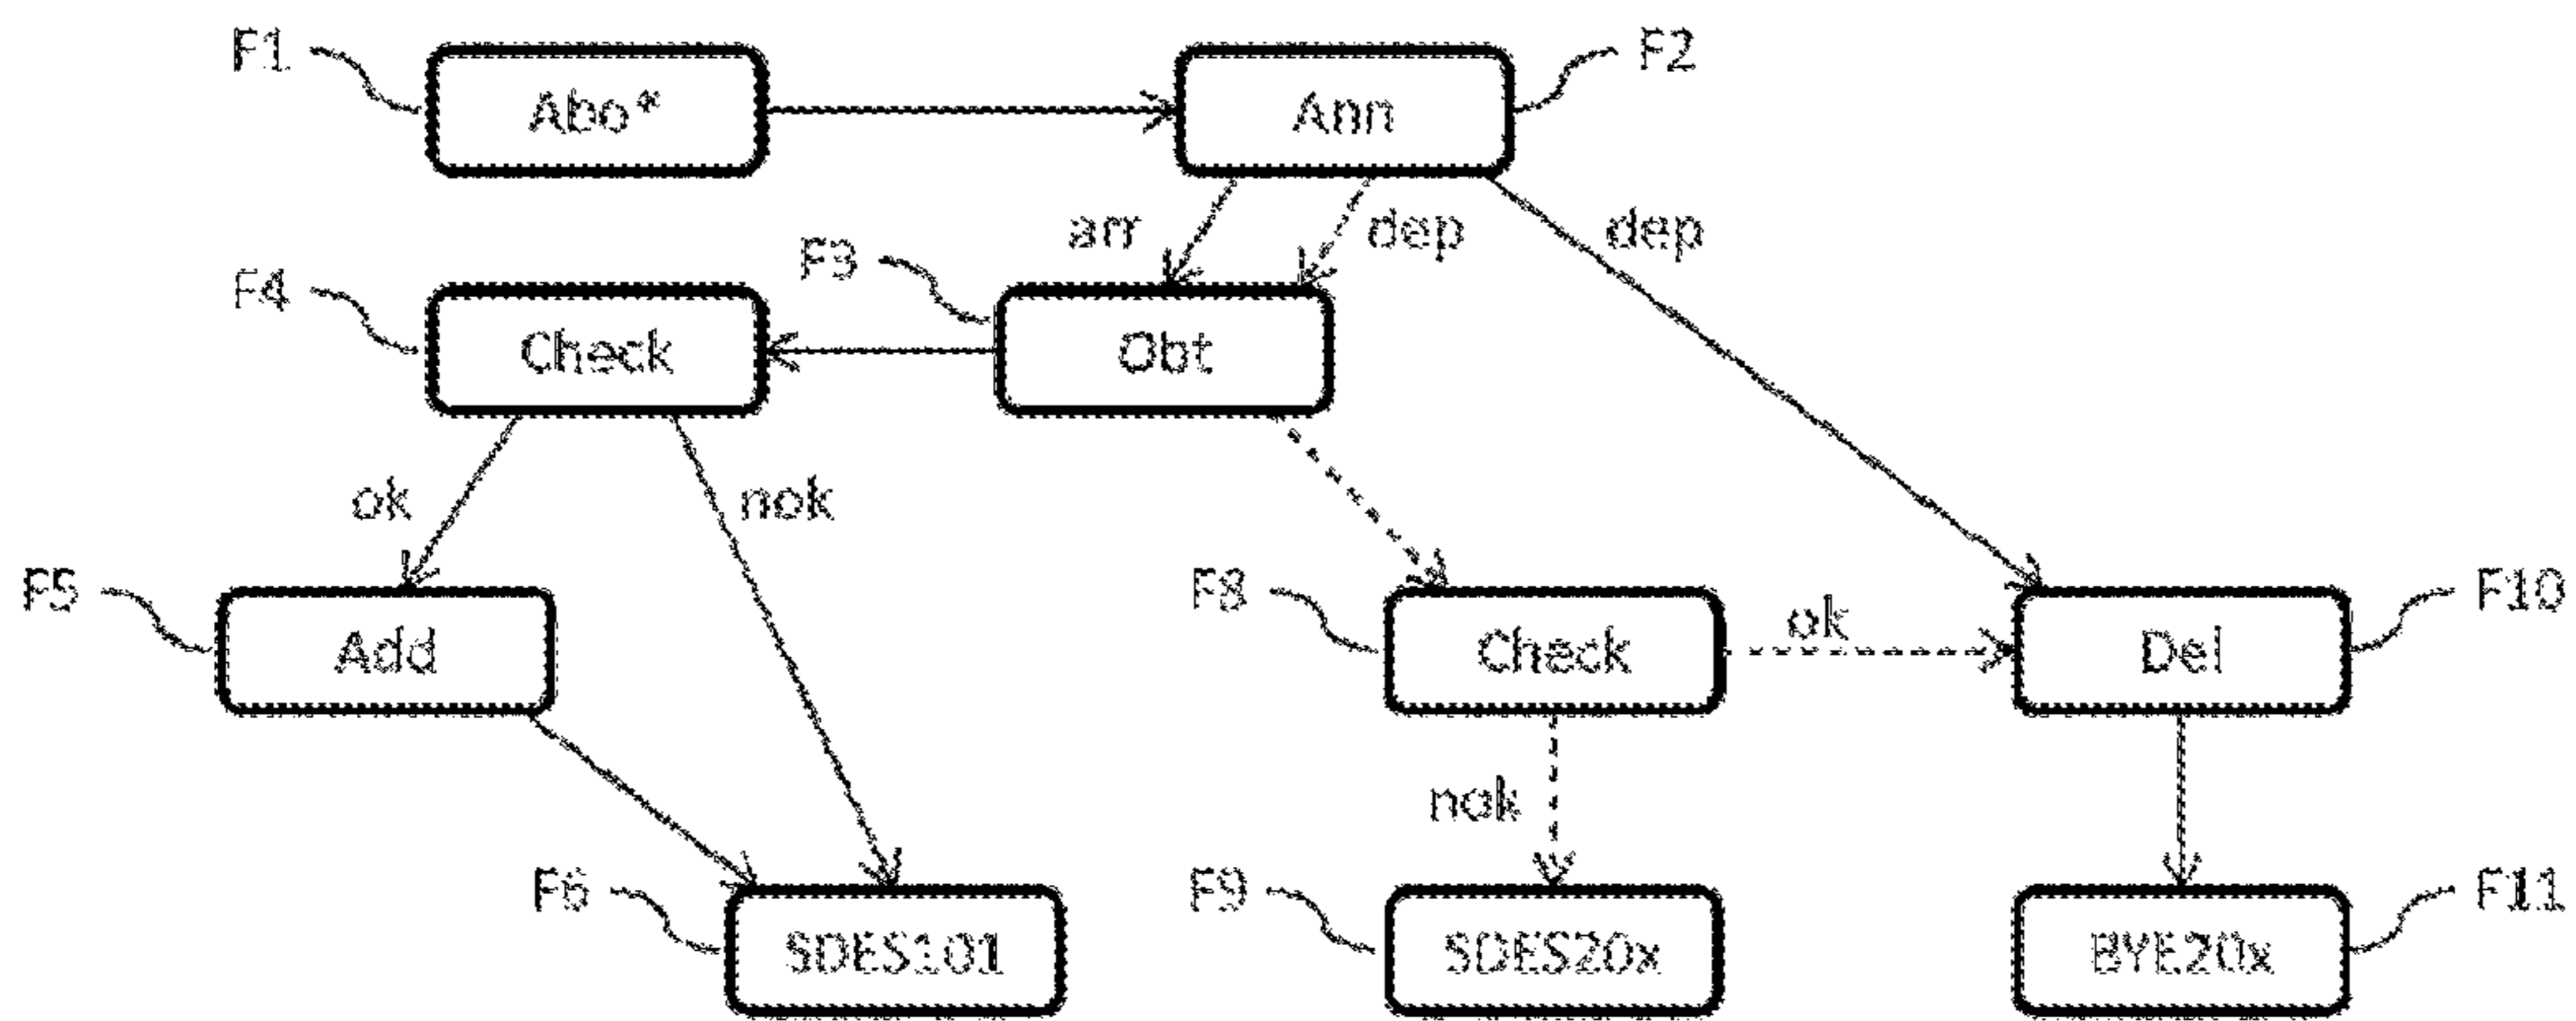 F1
Abo*
Ann
F2
arr
dep
dep
F3
F4
Check
Obt
ok
nok
F5
Add
F8
Check
ok
Del
F10
nok
F6
SDES101
F9
SDES20x
BYE20x
F11